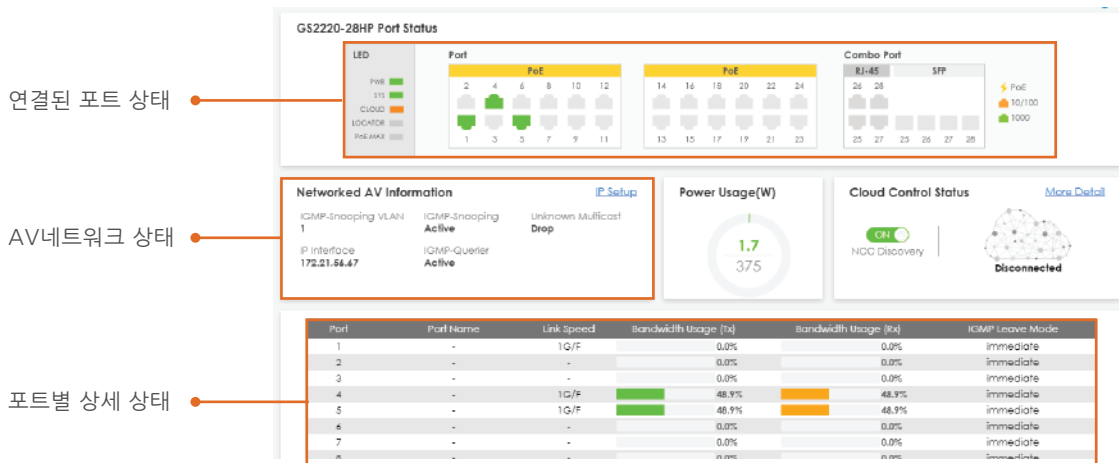 GS2220-28HP Port Status
LED Port Combo Port
PoE PoE RJ-45 SFP
PWR 2 4 6 8 10 12 14 16 18 20 22 24 26 28
SYS PoE
연결된 포트 상태
CLOUD 10/100
LOCATOR 1000
PoE MAX 1 3 5 7 9 11 13 15 17 19 21 23 25 27 25 26 27 28
Networked AV Information IP Setup Power Usage(W) Cloud Control Status More Detail
IGMP-Snooping VLAN IGMP-Snooping Unknown Multicast
1 Active Drop
AV네트워크 상태
ON
1.7
IP Interface IGMP-Querier NCC Discovery
172.21.56.67 Active 375 Disconnected
Port Port Name Link Speed Bandwidth Usage (Tx) Bandwidth Usage (Rx) IGMP Leave Mode
1 - 1G/F 0.0% 0.0% immediate
2 - - 0.0% 0.0% immediate
3 - - 0.0% 0.0% immediate
포트별 상세 상태
4 - 1G/F 48.9% 48.9% immediate
5 - 1G/F 48.9% 48.9% immediate
6 - - 0.0% 0.0% immediate
7 - - 0.0% 0.0% immediate
8 - - 0.0% 0.0% immediate